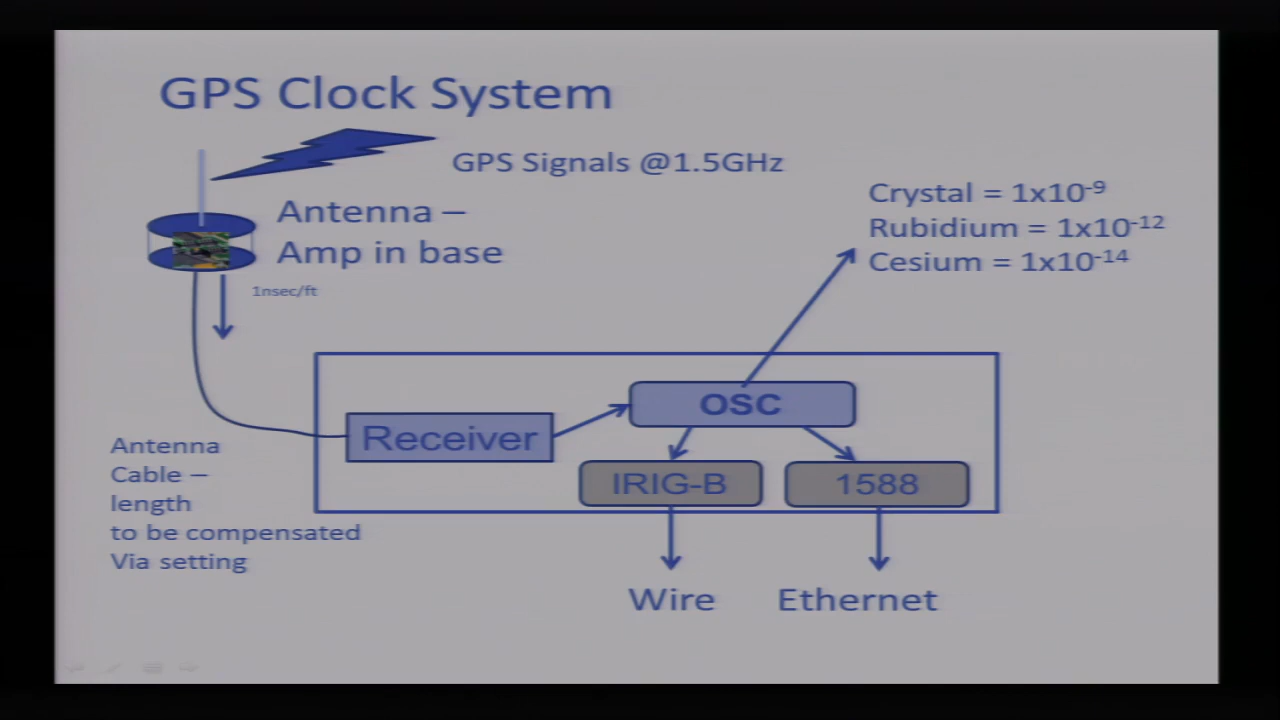 GPS Clock System
GPS Signals @1.5GHz
Antenna –
Amp in base
1nsec/ft
Crystal = 1x10⁻⁹
Rubidium = 1x10⁻¹²
Cesium = 1x10⁻¹⁴
OSC
Receiver
IRIG-B
1588
Antenna
Cable –
length
to be compensated
Via setting
Wire
Ethernet